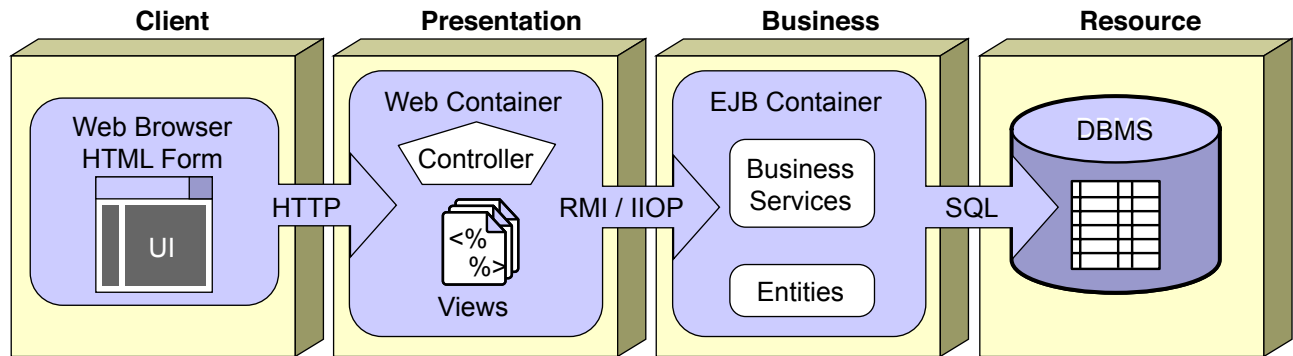 Client
Presentation
Business
Resource
Web Browser
HTML Form
UI
HTTP
Web Container
Controller
<%
%>
Views
RMI / IIOP
EJB Container
Business
Services
Entities
SQL
DBMS